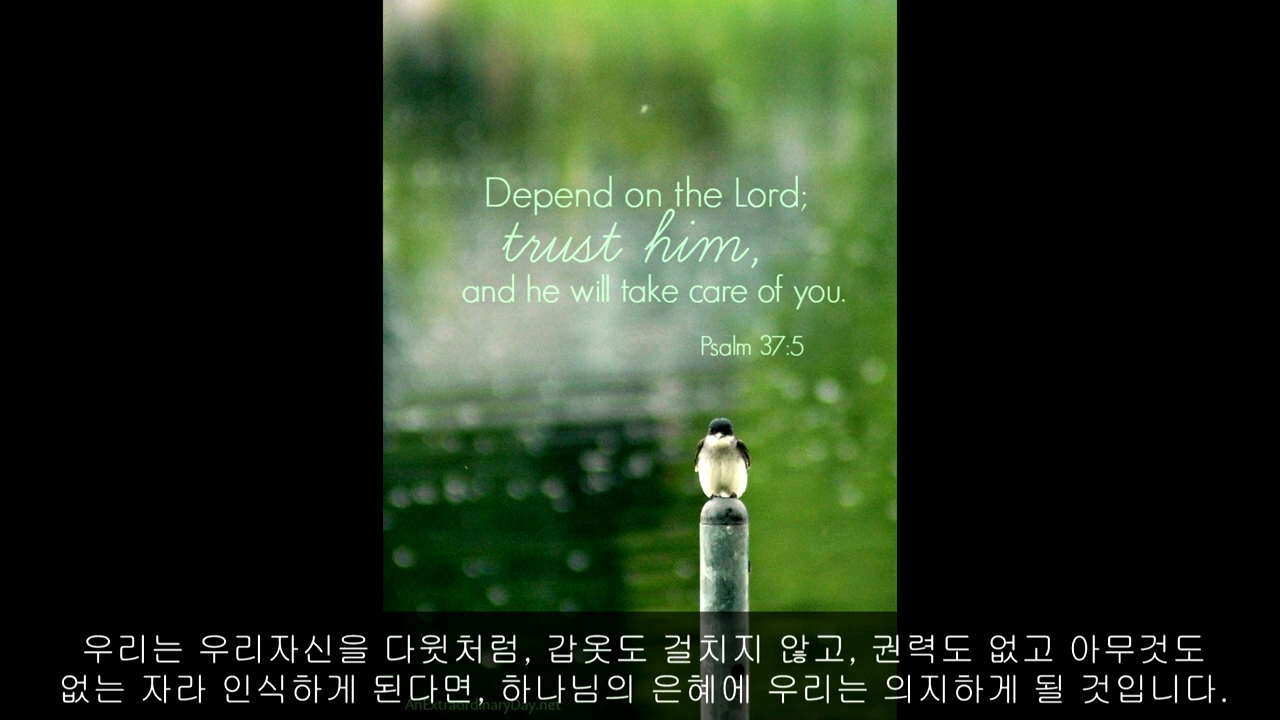 Depend on the Lord;
trust him,
and he will take care of you.
Psalm 37:5
우리는 우리자신을 다윗처럼, 갑옷도 걸치지 않고, 권력도 없고 아무것도
없는 자라 인식하게 된다면, 하나님의 은혜에 우리는 의지하게 될 것입니다.
AnExtraordinaryDay.net